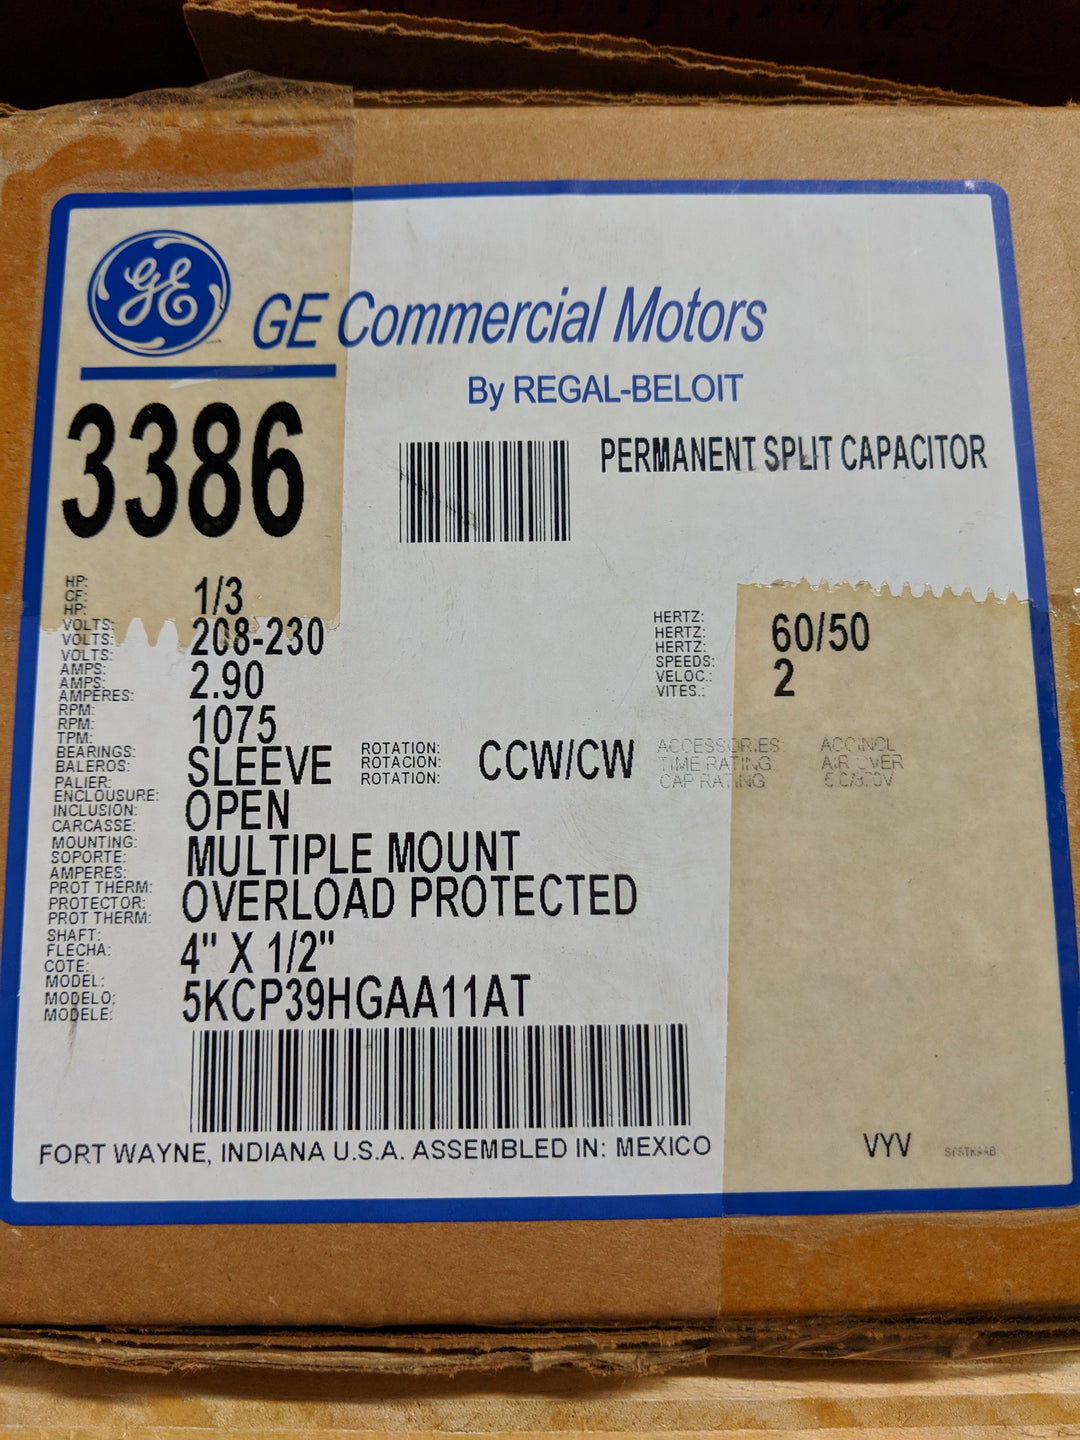 GE
GE Commercial Motors
By REGAL-BELOIT
3386
PERMANENT SPLIT CAPACITOR
HP:
CF:
HP:
1/3
VOLTS:
VOLTS:
VOLTS:
208-230
HERTZ:
HERTZ:
HERTZ:
60/50
AMPS:
AMPS:
AMPERES:
2.90
SPEEDS:
VELOC.:
VITES.:
2
RPM:
RPM:
TPM:
1075
BEARINGS:
BALEROS:
PALIER:
SLEEVE
ROTATION:
ROTACION:
ROTATION:
CCW/CW
ACCESSORIES: ACC INCL
TIME RATING: AIR OVER
CAP RATING
ENCLOUSURE:
INCLUSION:
CARCASSE:
OPEN
MOUNTING:
SOPORTE:
AMPERES:
MULTIPLE MOUNT
PROT THERM:
PROTECTOR:
PROT THERM:
OVERLOAD PROTECTED
SHAFT:
FLECHA:
COTE:
4" X 1/2"
MODEL:
MODELO:
MODELE:
5KCP39HGAA11AT
FORT WAYNE, INDIANA U.S.A. ASSEMBLED IN: MEXICO
VYV